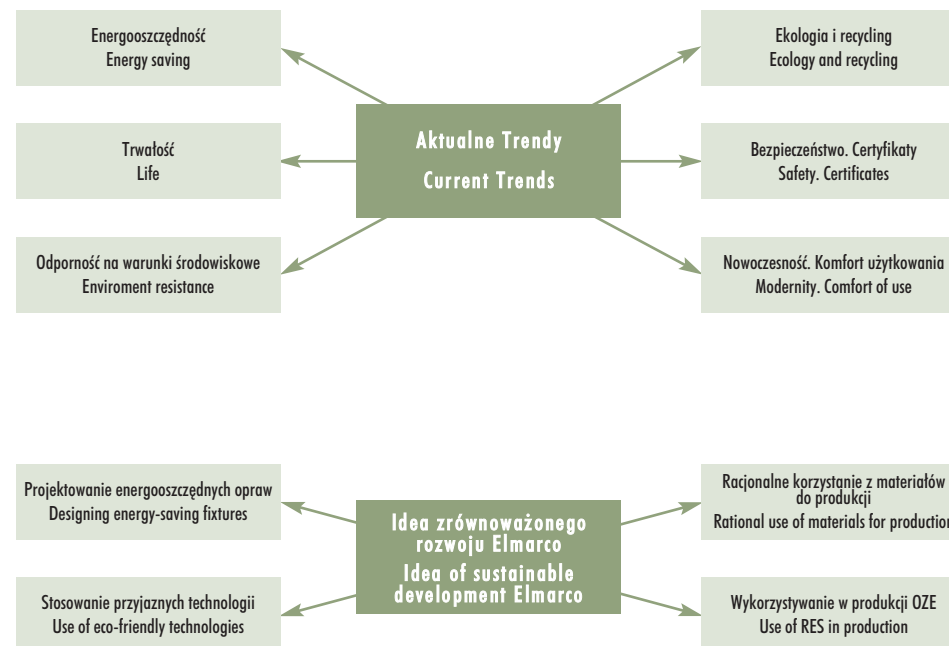 Energooszczędność
Energy saving
Ekologia i recycling
Ecology and recycling
Aktualne Trendy
Current Trends
Trwałość
Life
Bezpieczeństwo. Certyfikaty
Safety. Certificates
Odporność na warunki środowiskowe
Enviroment resistance
Nowoczesność. Komfort użytkowania
Modernity. Comfort of use
Projektowanie energooszczędnych opraw
Designing energy-saving fixtures
Racjonalne korzystanie z materiałów
do produkcji
Rational use of materials for production
Idea zrównoważonego
rozwoju Elmarco
Idea of sustainable
development Elmarco
Stosowanie przyjaznych technologii
Use of eco-friendly technologies
Wykorzystywanie w produkcji OZE
Use of RES in production